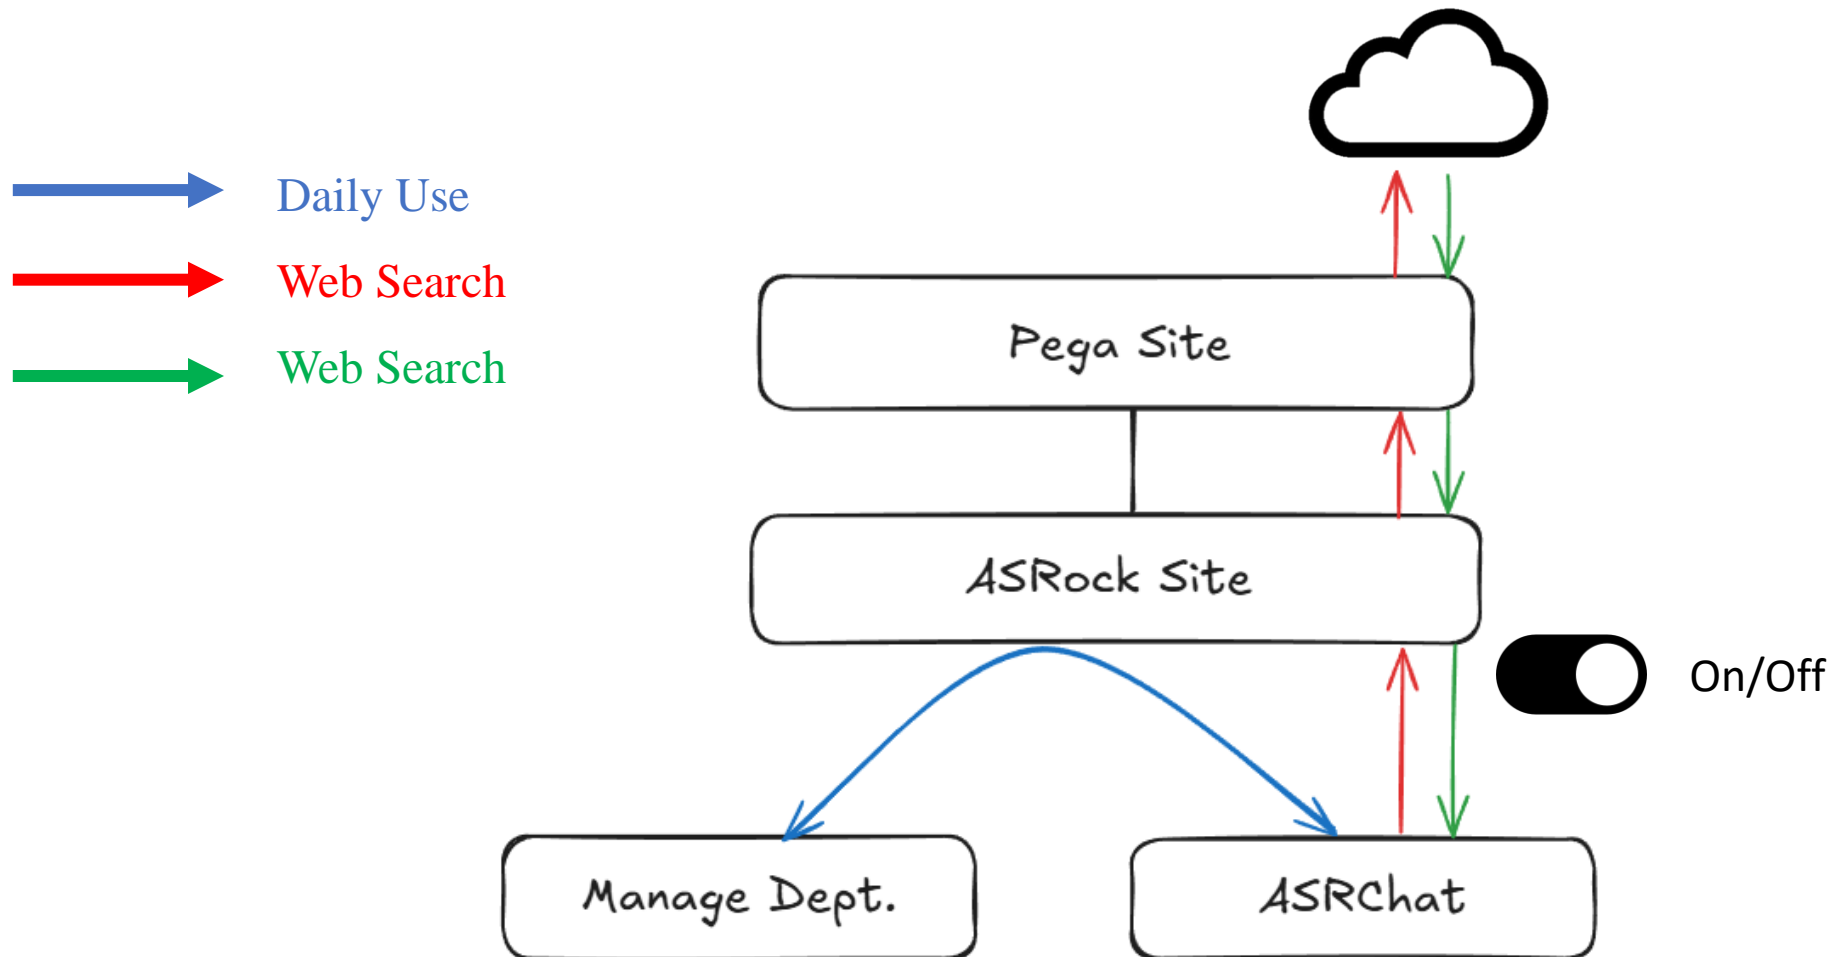 Daily Use
Web Search
Web Search
Pega Site
ASRock Site
On/Off
Manage Dept.
ASRChat